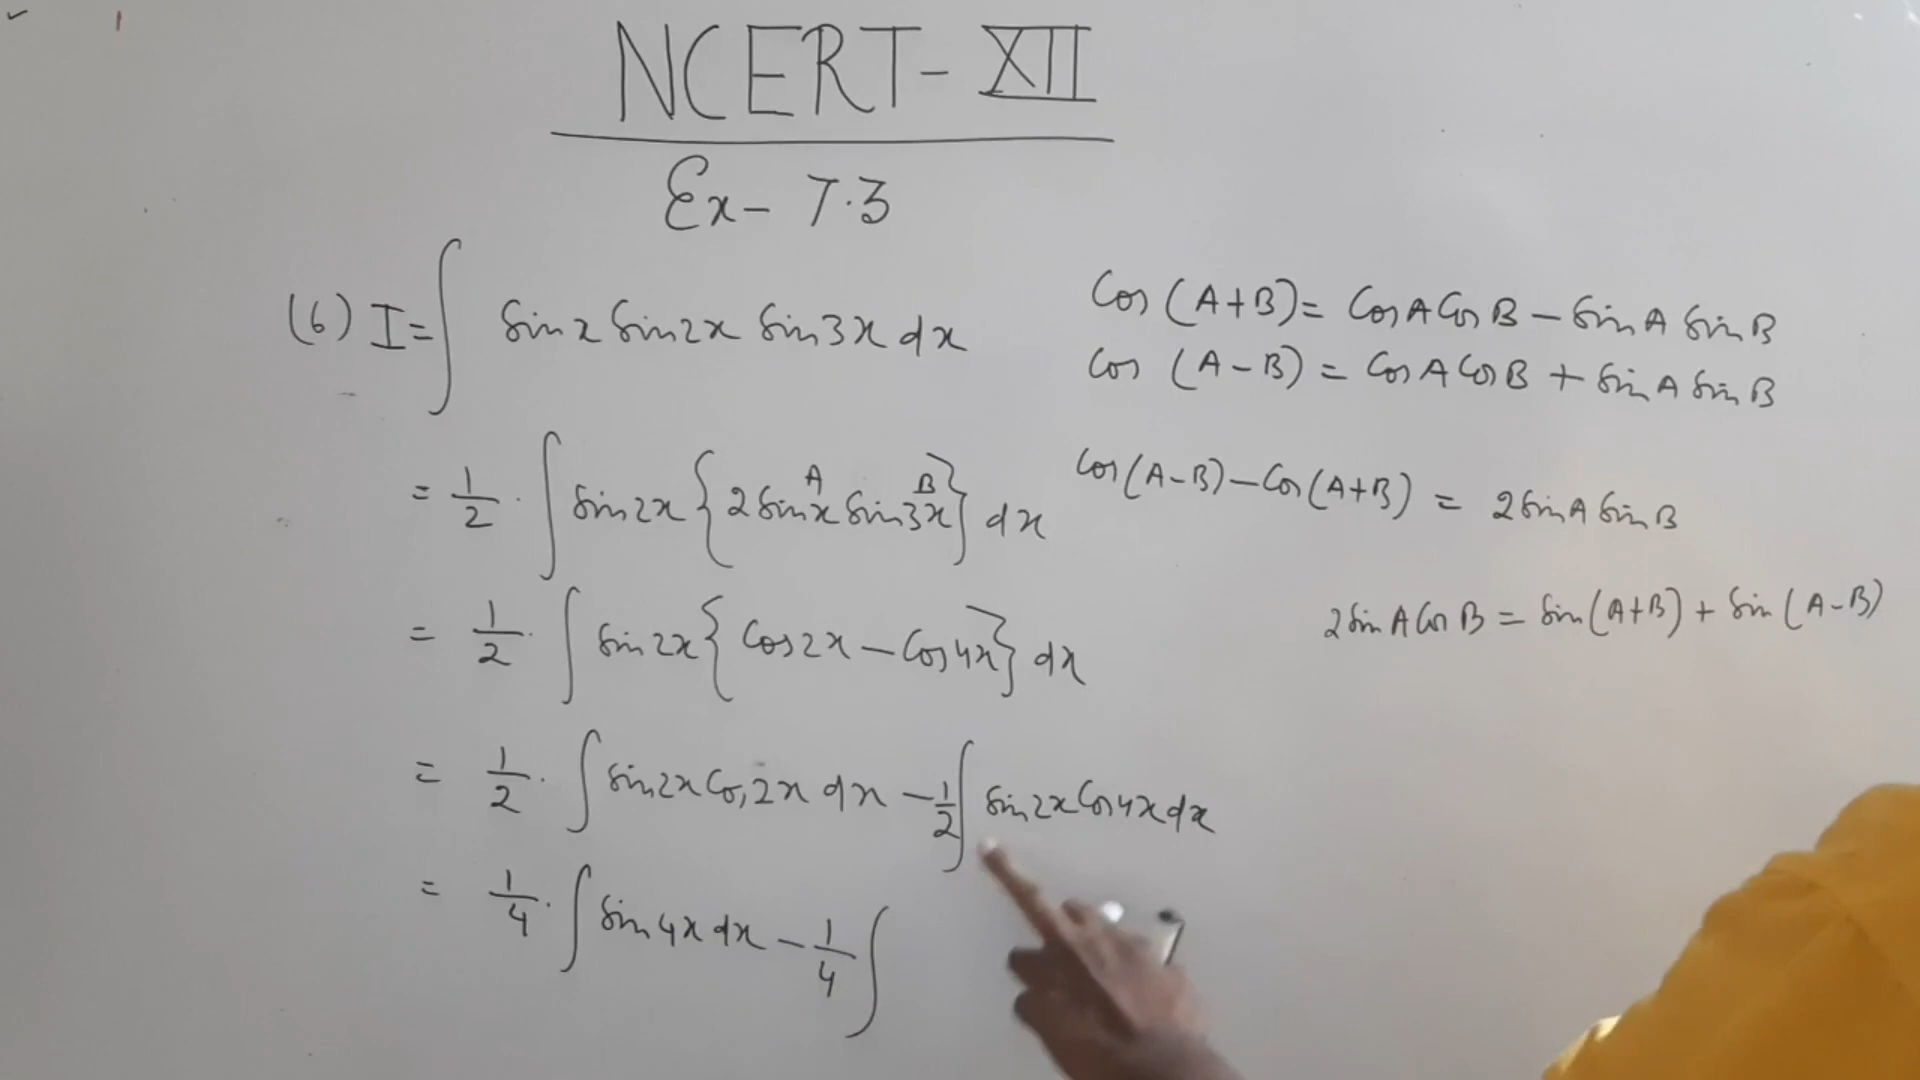 NCERT - XII
Ex - 7.3
(6) I = ∫ Sin x Sin 2x Sin 3x dx
= 1/2 · ∫ Sin 2x {2 Sin x Sin 3x} dx
A B
= 1/2 · ∫ Sin 2x {Cos 2x - Cos 4x} dx
= 1/2 · ∫ Sin 2x Cos 2x dx - 1/2 ∫ Sin 2x Cos 4x dx
= 1/4 · ∫ Sin 4x dx - 1/4 ∫
Cos (A+B) = Cos A Cos B - Sin A Sin B
Cos (A-B) = Cos A Cos B + Sin A Sin B
Cos (A-B) - Cos (A+B) = 2 Sin A Sin B
2 Sin A Cos B = Sin (A+B) + Sin (A-B)